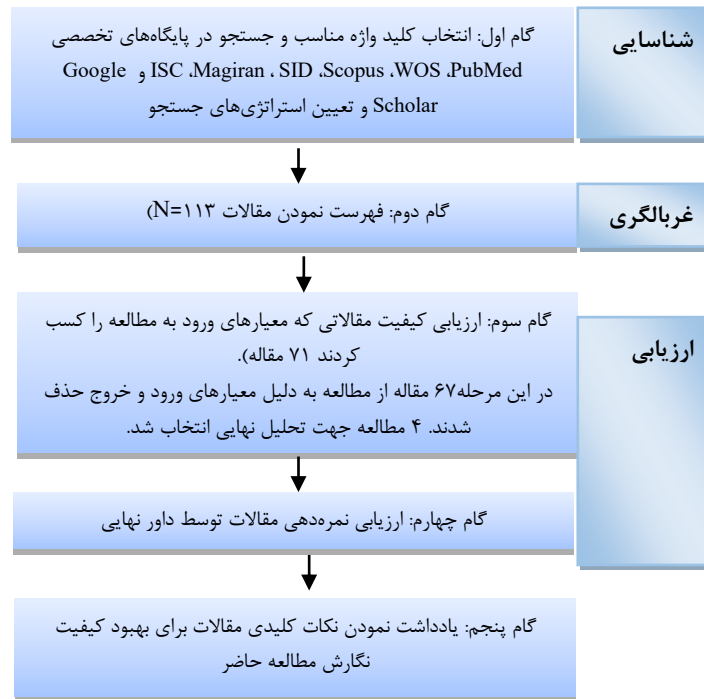 شناسایی
گام اول: انتخاب کلید واژه مناسب و جستجو در پایگاه‌های تخصصی
PubMed، WOS، Scopus، SID ، Magiran، ISC و Google
Scholar و تعیین استراتژی‌های جستجو
غربالگری
گام دوم: فهرست نمودن مقالات N=۱۱۳)
ارزیابی
گام سوم: ارزیابی کیفیت مقالاتی که معیارهای ورود به مطالعه را کسب
کردند ۷۱ مقاله).
در این مرحله۶۷ مقاله از مطالعه به دلیل معیارهای ورود و خروج حذف
شدند. ۴ مطالعه جهت تحلیل نهایی انتخاب شد.
گام چهارم: ارزیابی نمره‌دهی مقالات توسط داور نهایی
گام پنجم: یادداشت نمودن نکات کلیدی مقالات برای بهبود کیفیت
نگارش مطالعه حاضر